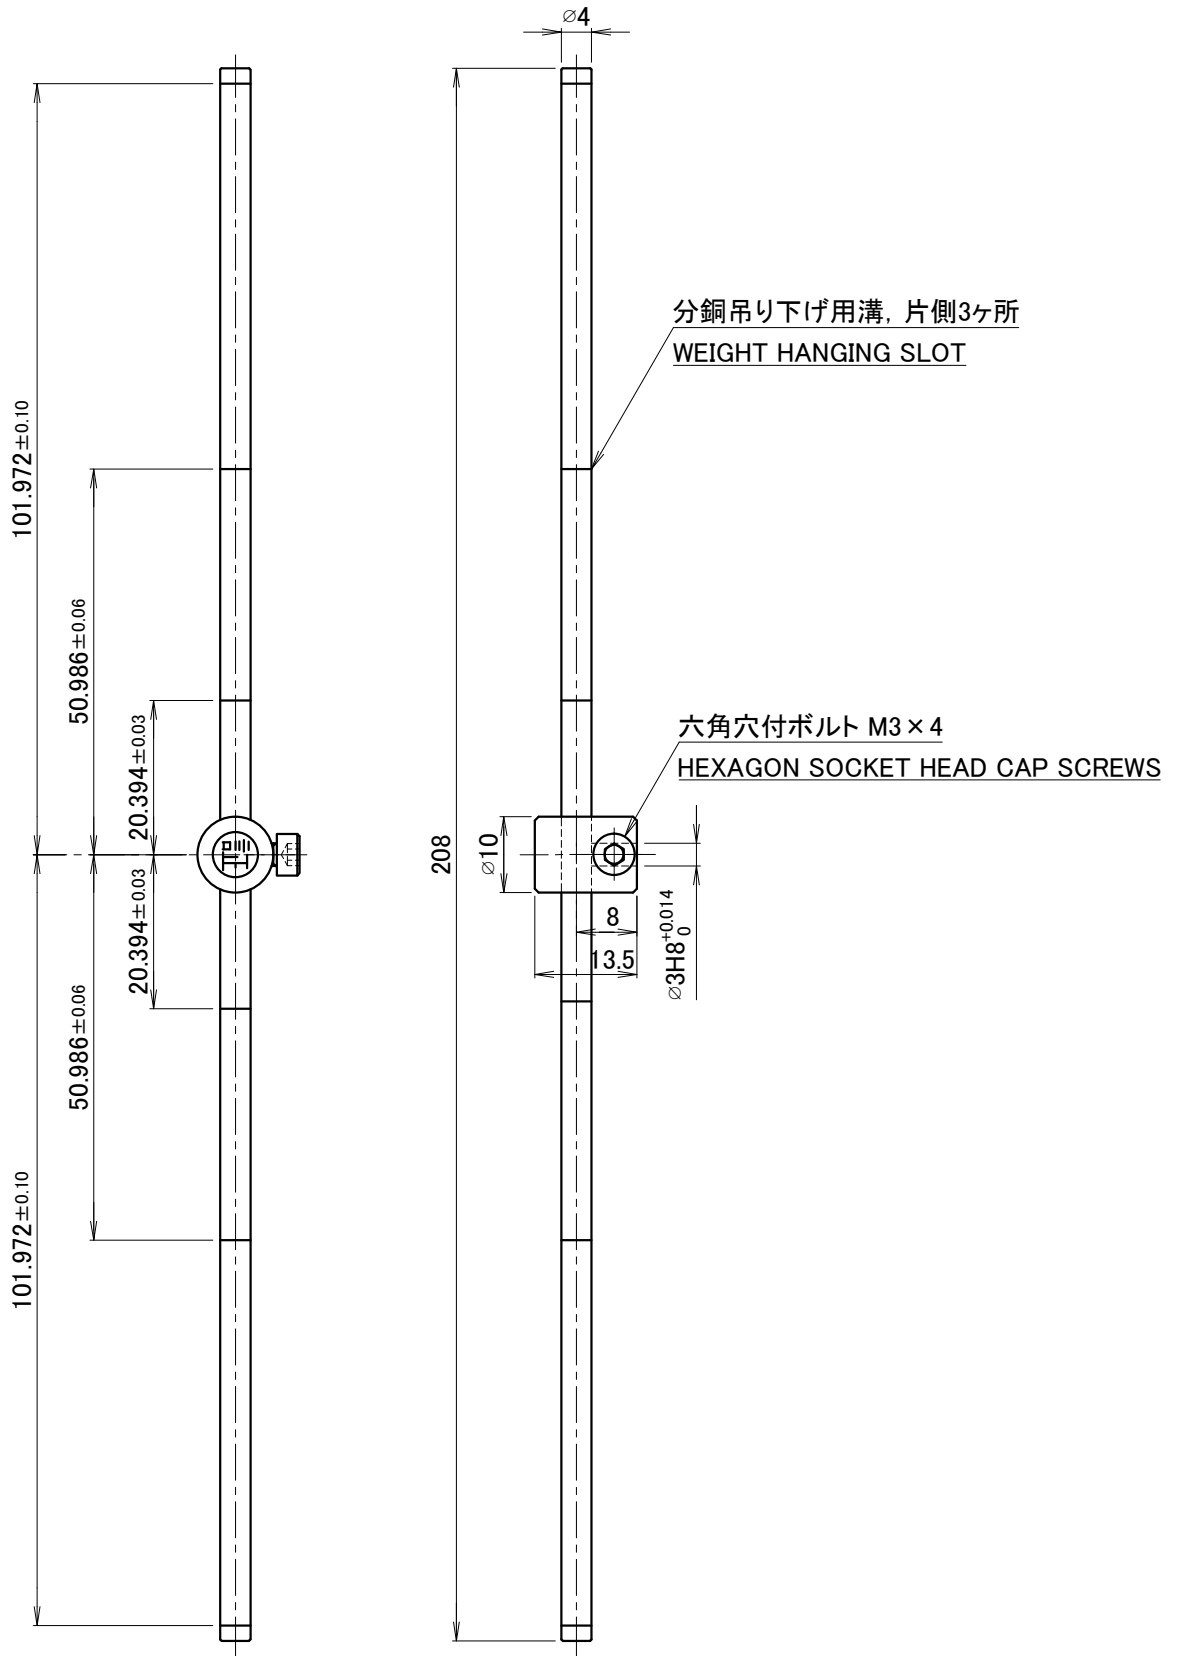 ⌀4
分銅吊り下げ用溝, 片側3ヶ所
WEIGHT HANGING SLOT
101.972±0.10
50.986±0.06
20.394±0.03
六角穴付ボルト M3×4
HEXAGON SOCKET HEAD CAP SCREWS
208
⌀10
8
13.5
⌀3H8 +0.014 0
20.394±0.03
50.986±0.06
101.972±0.10